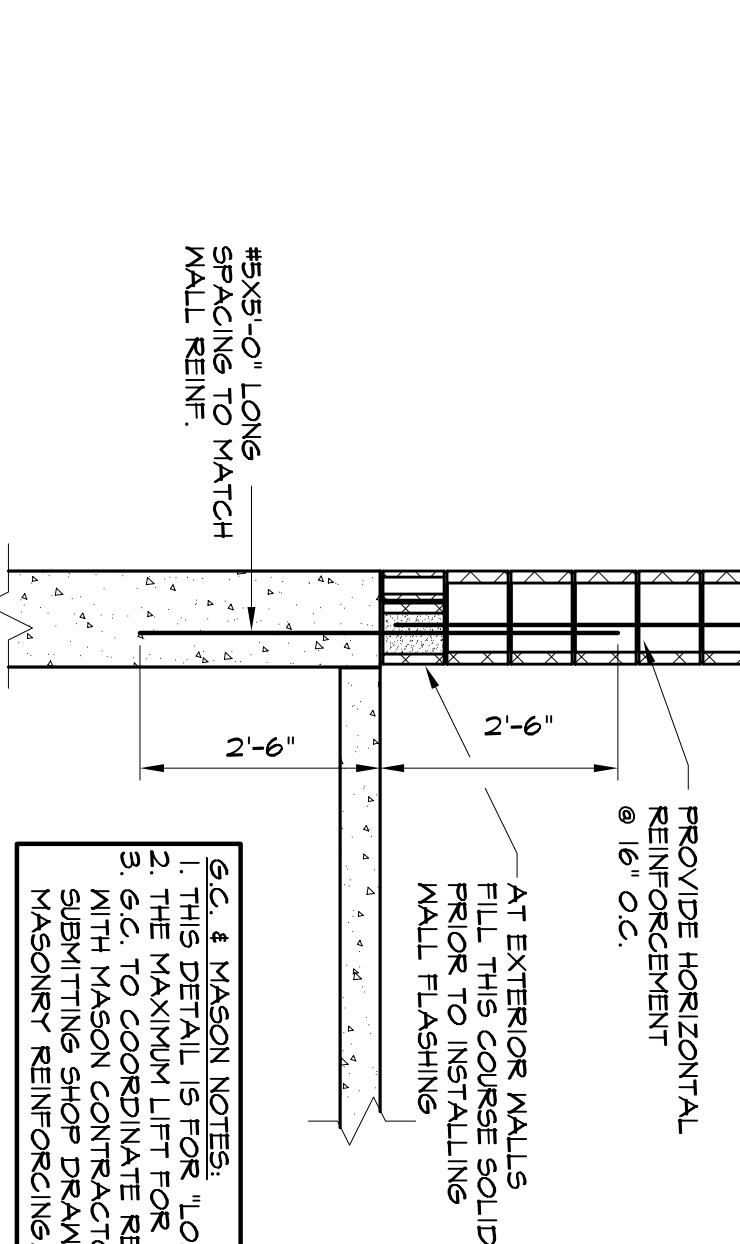 PROVIDE HORIZONTAL
REINFORCEMENT
@ 16" O.C.
AT EXTERIOR WALLS
FILL THIS COURSE SOLID
PRIOR TO INSTALLING
WALL FLASHING
2'-6"
2'-6"
#5X5'-0" LONG
SPACING TO MATCH
WALL REINF.
G.C. & MASON NOTES:
1. THIS DETAIL IS FOR "LO
2. THE MAXIMUM LIFT FOR
3. G.C. TO COORDINATE RE
WITH MASON CONTRACTO
SUBMITTING SHOP DRAW
MASONRY REINFORCING.